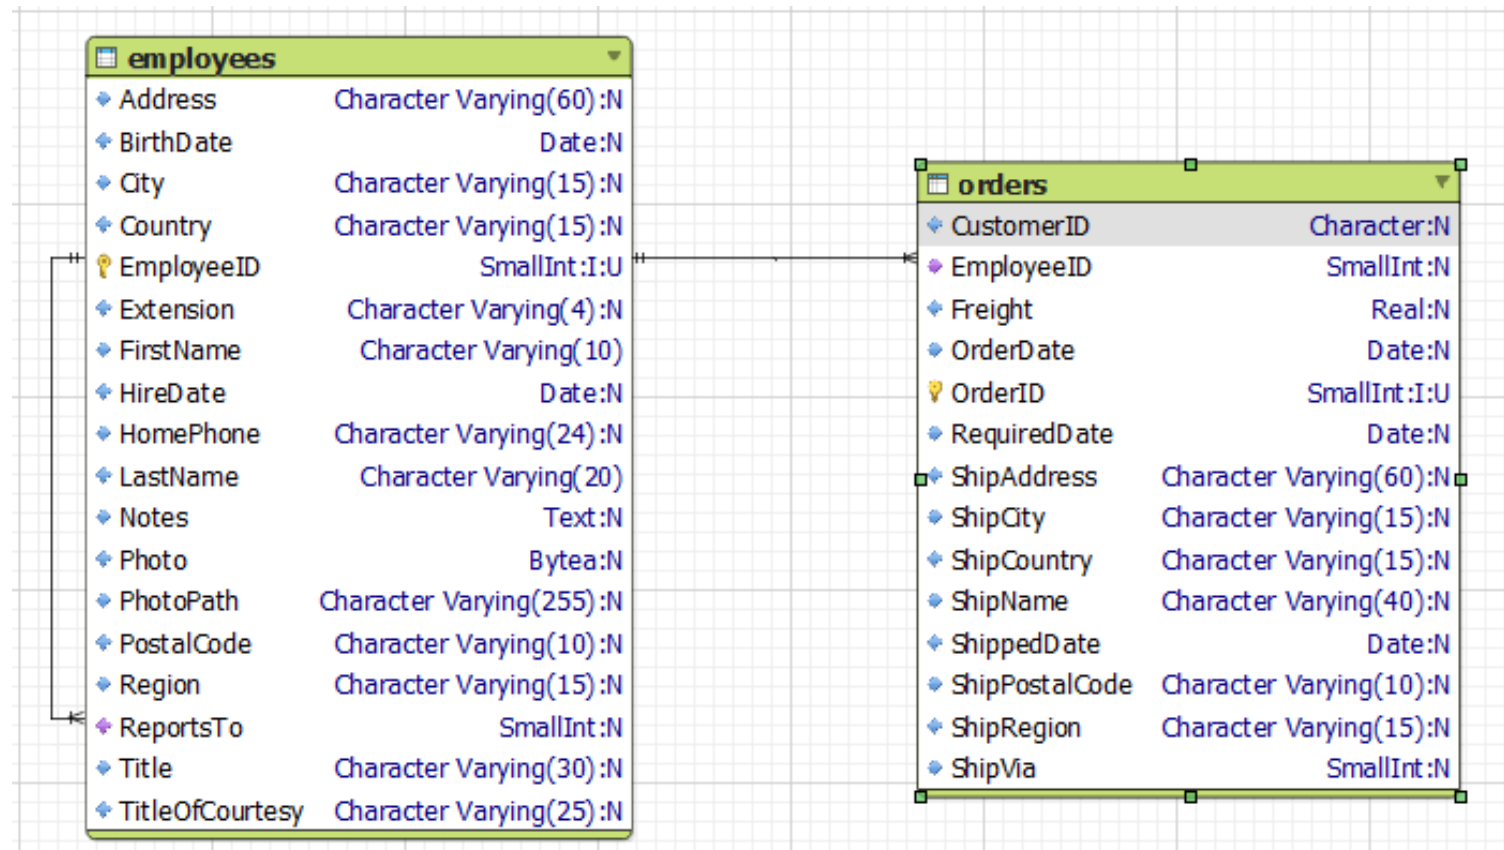 employees
Address Character Varying(60):N
BirthDate Date:N
City Character Varying(15):N
Country Character Varying(15):N
EmployeeID SmallInt:I:U
Extension Character Varying(4):N
FirstName Character Varying(10)
HireDate Date:N
HomePhone Character Varying(24):N
LastName Character Varying(20)
Notes Text:N
Photo Bytea:N
PhotoPath Character Varying(255):N
PostalCode Character Varying(10):N
Region Character Varying(15):N
ReportsTo SmallInt:N
Title Character Varying(30):N
TitleOfCourtesy Character Varying(25):N
orders
CustomerID Character:N
EmployeeID SmallInt:N
Freight Real:N
OrderDate Date:N
OrderID SmallInt:I:U
RequiredDate Date:N
ShipAddress Character Varying(60):N
ShipCity Character Varying(15):N
ShipCountry Character Varying(15):N
ShipName Character Varying(40):N
ShippedDate Date:N
ShipPostalCode Character Varying(10):N
ShipRegion Character Varying(15):N
ShipVia SmallInt:N